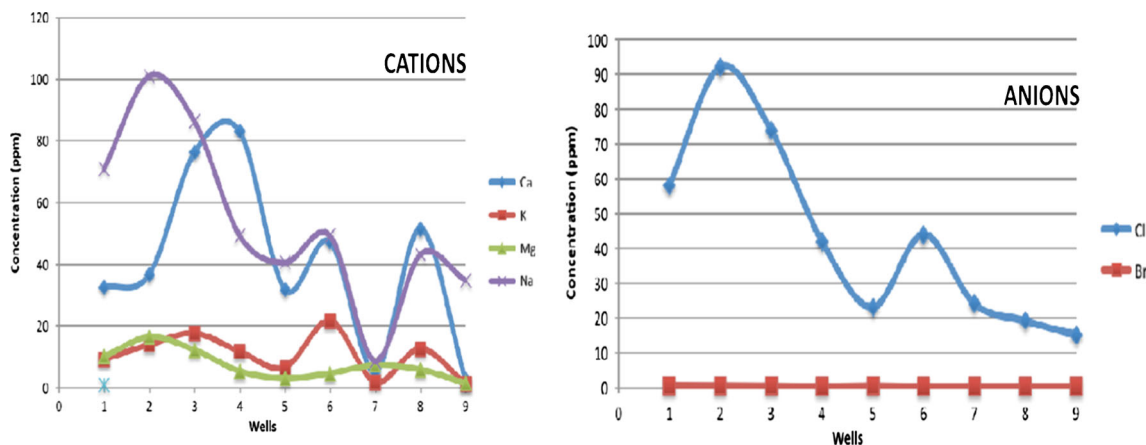 CATIONS
Concentration (ppm)
120
100
80
60
40
20
0
0 1 2 3 4 5 6 7 8 9
Wells
Ca
K
Mg
Na
ANIONS
Concentration (ppm)
100
90
80
70
60
50
40
30
20
10
0
0 1 2 3 4 5 6 7 8 9
Wells
Cl
Br